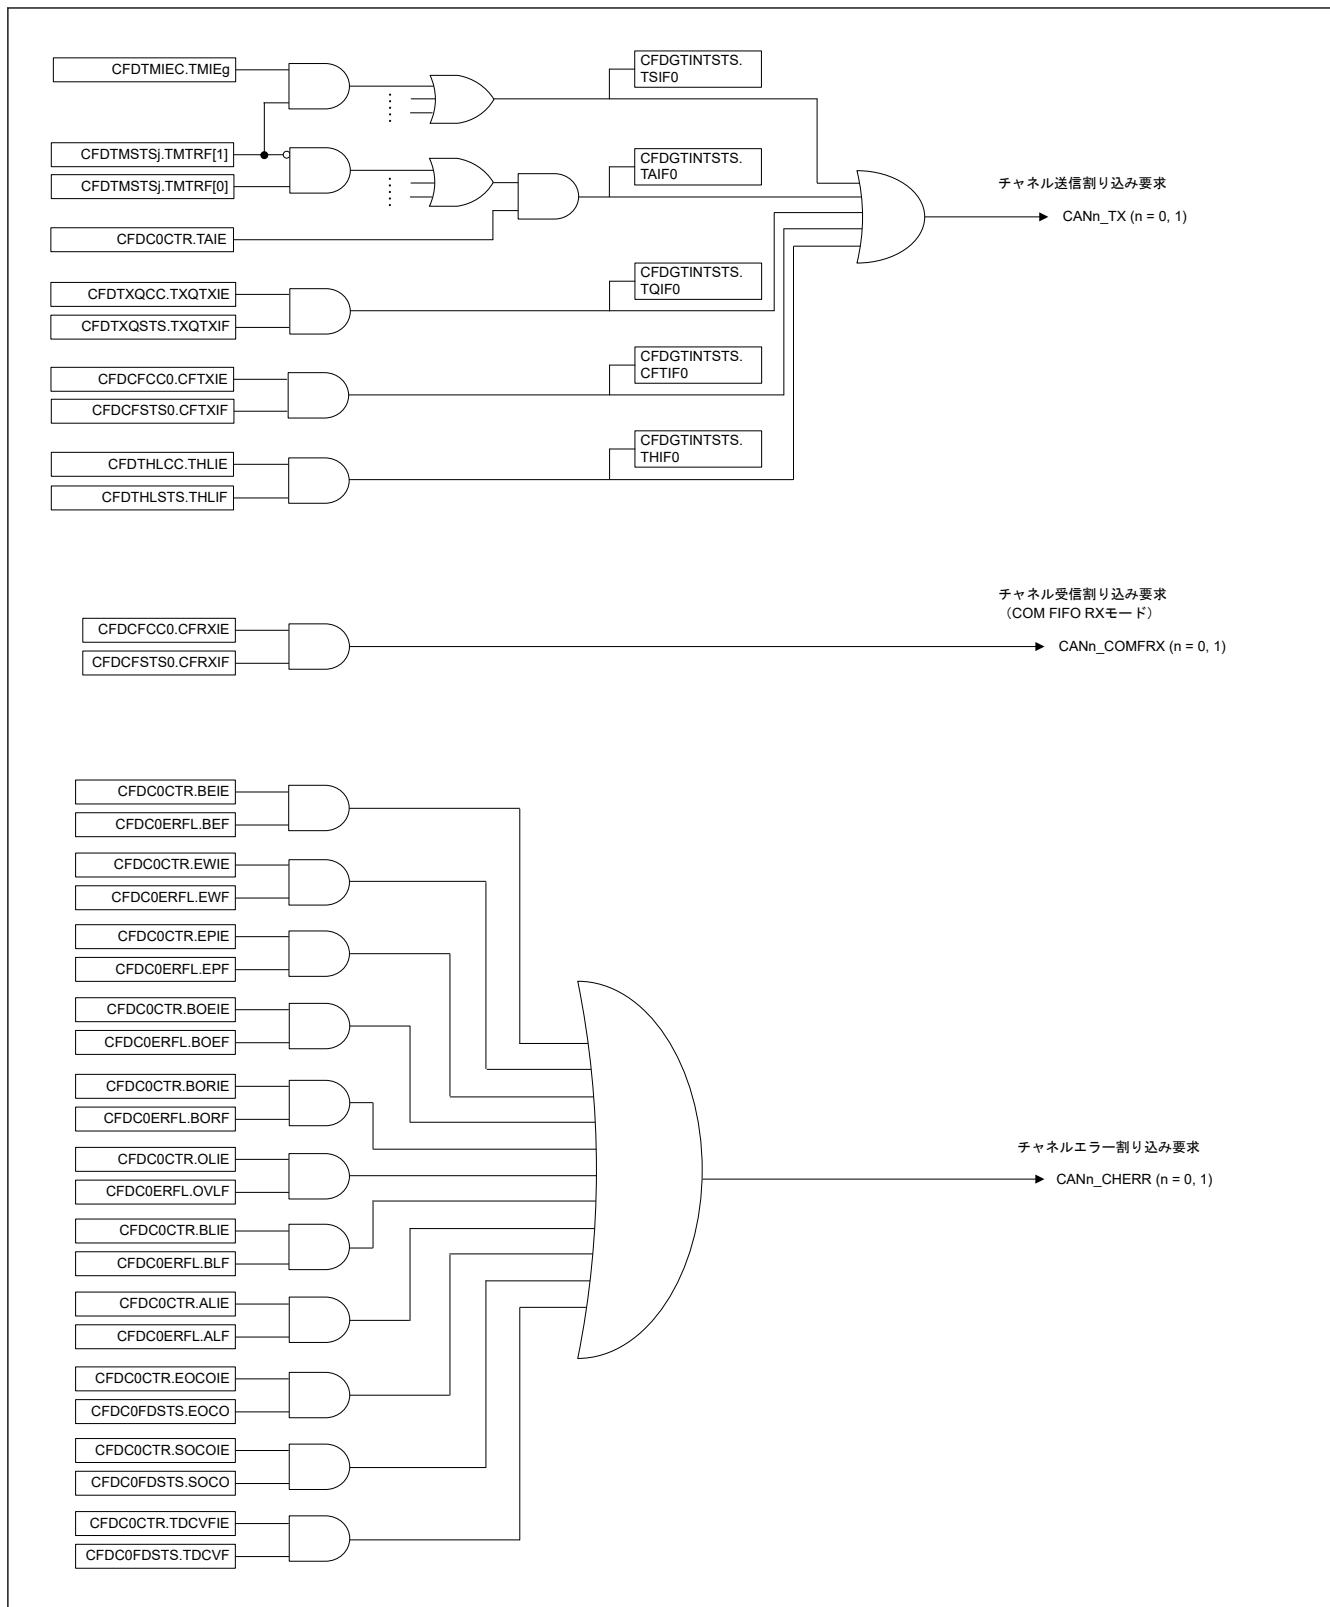 CFDTMIEC.TMIEg
CFDGTINTSTS.
TSIF0
CFDTMSTSj.TMTRF[1]
CFDTMSTSj.TMTRF[0]
CFDGTINTSTS.
TAIF0
チャネル送信割り込み要求
CANn_TX (n = 0, 1)
CFDC0CTR.TAIE
CFDTXQCC.TXQTXIE
CFDTXQSTS.TXQTXIF
CFDGTINTSTS.
TQIF0
CFDCFCC0.CFTXIE
CFDCFSTS0.CFTXIF
CFDGTINTSTS.
CFTIF0
CFDTHLCC.THLIE
CFDTHLSTS.THLIF
CFDGTINTSTS.
THIF0
チャネル受信割り込み要求
（COM FIFO RXモード）
CFDCFCC0.CFRXIE
CFDCFSTS0.CFRXIF
CANn_COMFRX (n = 0, 1)
CFDC0CTR.BEIE
CFDC0ERFL.BEF
CFDC0CTR.EWIE
CFDC0ERFL.EWF
CFDC0CTR.EPIE
CFDC0ERFL.EPF
CFDC0CTR.BOEIE
CFDC0ERFL.BOEF
CFDC0CTR.BORIE
CFDC0ERFL.BORF
CFDC0CTR.OLIE
CFDC0ERFL.OVLF
チャネルエラー割り込み要求
CANn_CHERR (n = 0, 1)
CFDC0CTR.BLIE
CFDC0ERFL.BLF
CFDC0CTR.ALIE
CFDC0ERFL.ALF
CFDC0CTR.EOCOIE
CFDC0FDSTS.EOCO
CFDC0CTR.SOCOIE
CFDC0FDSTS.SOCO
CFDC0CTR.TDCVFIE
CFDC0FDSTS.TDCVF